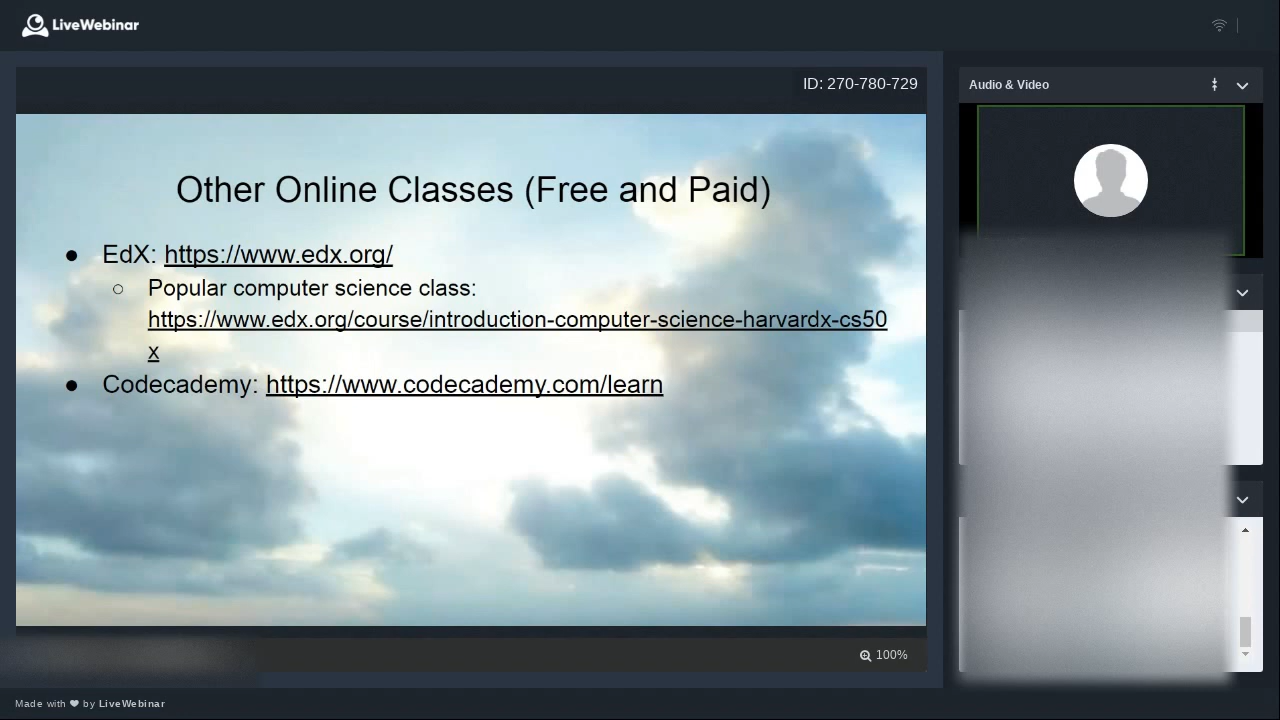 LiveWebinar
ID: 270-780-729
Audio & Video
Other Online Classes (Free and Paid)
● EdX: https://www.edx.org/
○ Popular computer science class:
https://www.edx.org/course/introduction-computer-science-harvardx-cs50
x
● Codecademy: https://www.codecademy.com/learn
100%
Made with ❤ by LiveWebinar